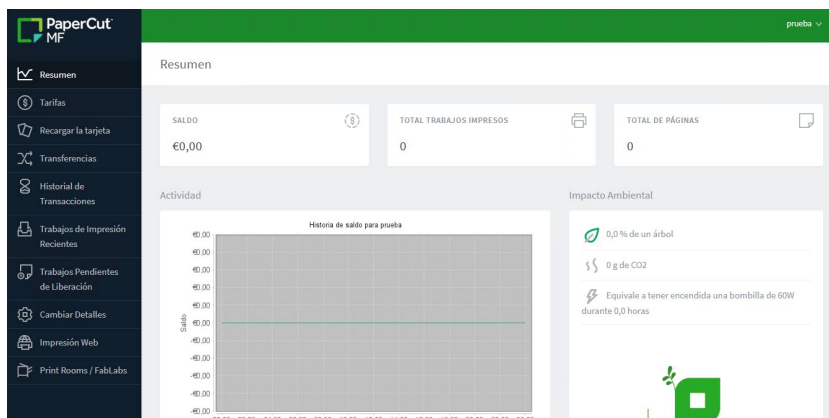 PaperCut
MF
prueba
Resumen
Resumen
Tarifas
Recargar la tarjeta
Transferencias
Historial de
Transacciones
Trabajos de Impresión
Recientes
Trabajos Pendientes
de Liberación
Cambiar Detalles
Impresión Web
Print Rooms / FabLabs
SALDO
€0,00
TOTAL TRABAJOS IMPRESOS
0
TOTAL DE PÁGINAS
0
Actividad
Historia de saldo para prueba
€0,00
€0,00
€0,00
€0,00
€0,00
€0,00
-€0,00
-€0,00
-€0,00
-€0,00
-€0,00
Saldo
Impacto Ambiental
0,0 % de un árbol
0 g de CO2
Equivale a tener encendida una bombilla de 60W
durante 0,0 horas